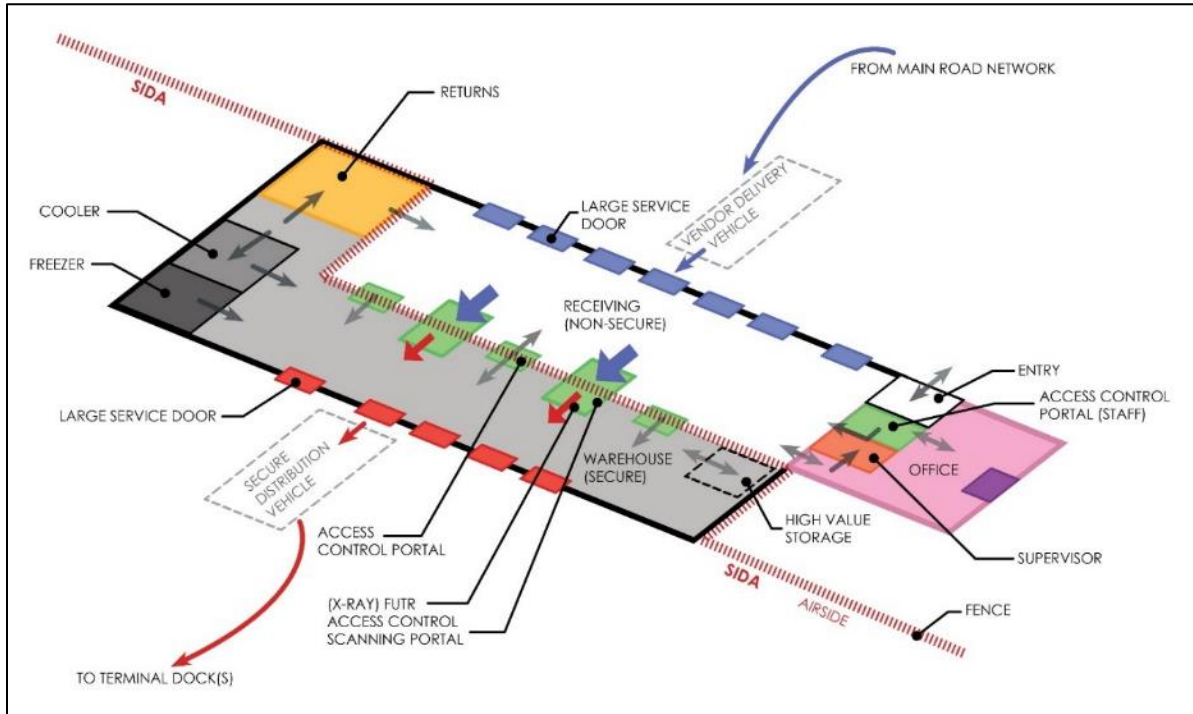 FROM MAIN ROAD NETWORK
SIDA
RETURNS
COOLER
FREEZER
LARGE SERVICE
DOOR
VENDOR DELIVERY
VEHICLE
RECEIVING
(NON-SECURE)
ENTRY
ACCESS CONTROL
PORTAL (STAFF)
OFFICE
LARGE SERVICE DOOR
SECURE
DISTRIBUTION
VEHICLE
WAREHOUSE
(SECURE)
HIGH VALUE
STORAGE
SUPERVISOR
ACCESS
CONTROL PORTAL
(X-RAY) FUTR
ACCESS CONTROL
SCANNING PORTAL
SIDA
AIRSIDE
FENCE
TO TERMINAL DOCK(S)